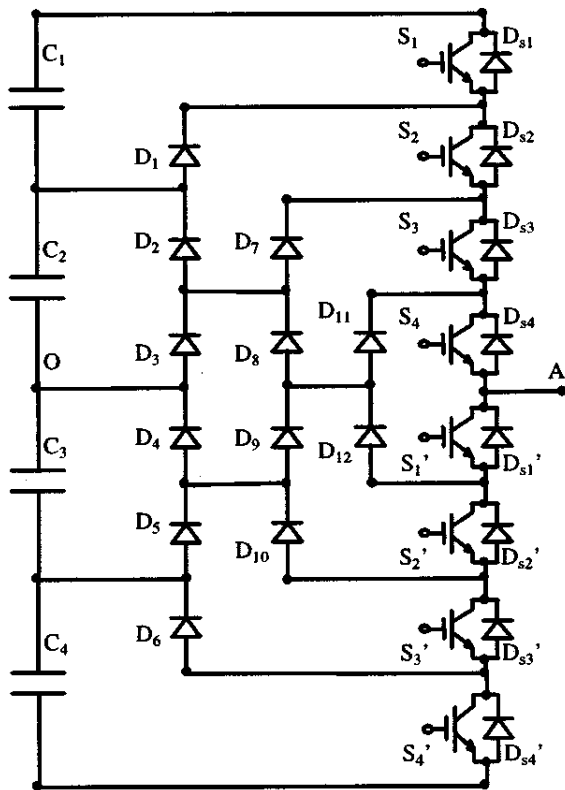 S1 Ds1
C1
S2 Ds2
D1
S3 Ds3
C2 D2 D7
D11 S4 Ds4
O D3 D8
A
C3 D4 D9 D12 S1' Ds1'
D5 D10 S2' Ds2'
C4 D6 S3' Ds3'
S4' Ds4'